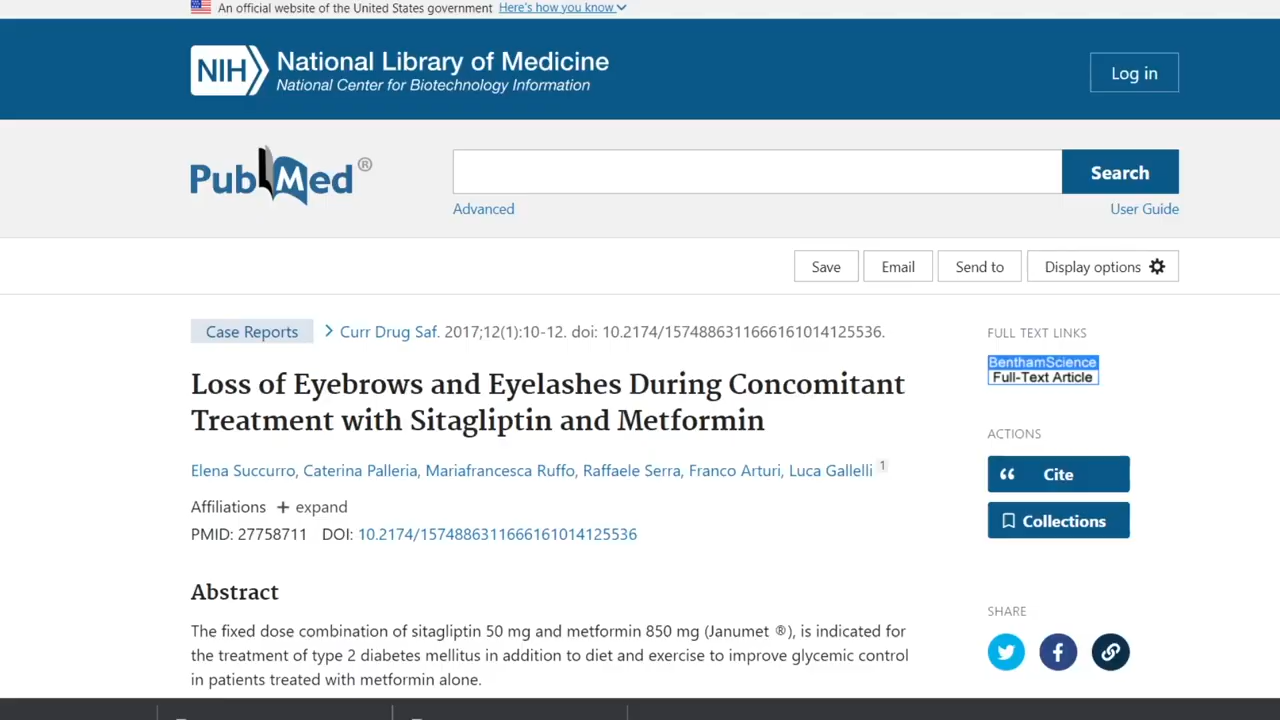 An official website of the United States government Here's how you know
NIH National Library of Medicine
National Center for Biotechnology Information
Log in
PubMed®
Search
Advanced
User Guide
Save Email Send to Display options
Case Reports Curr Drug Saf. 2017;12(1):10-12. doi: 10.2174/1574886311666161014125536.
Loss of Eyebrows and Eyelashes During Concomitant
Treatment with Sitagliptin and Metformin
Elena Succurro, Caterina Palleria, Mariafrancesca Ruffo, Raffaele Serra, Franco Arturi, Luca Gallelli 1
Affiliations + expand
PMID: 27758711 DOI: 10.2174/1574886311666161014125536
Abstract
The fixed dose combination of sitagliptin 50 mg and metformin 850 mg (Janumet ®), is indicated for
the treatment of type 2 diabetes mellitus in addition to diet and exercise to improve glycemic control
in patients treated with metformin alone.
FULL TEXT LINKS
BenthamScience
Full-Text Article
ACTIONS
Cite
Collections
SHARE